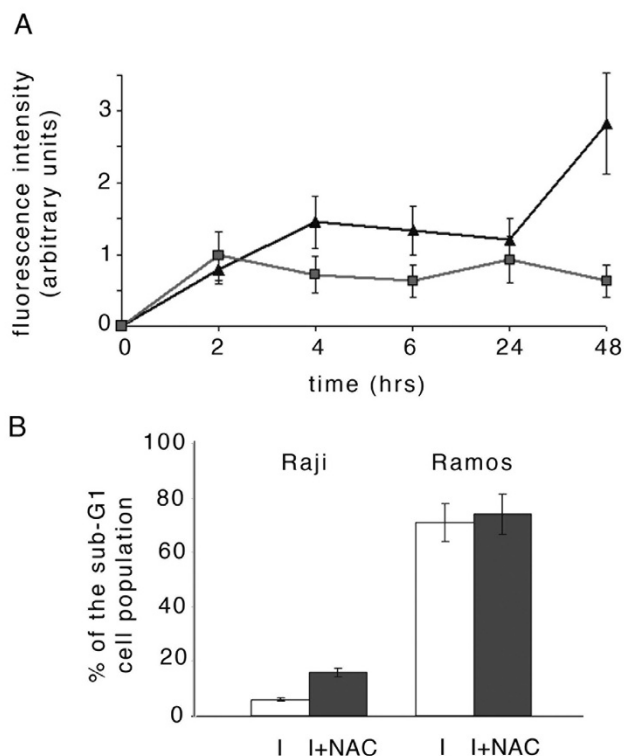 A
fluorescence intensity
(arbitrary units)
3
2
1
0
0 2 4 6 24 48
time (hrs)
B
% of the sub-G1
cell population
100
80
60
40
20
0
Raji Ramos
I I+NAC I I+NAC